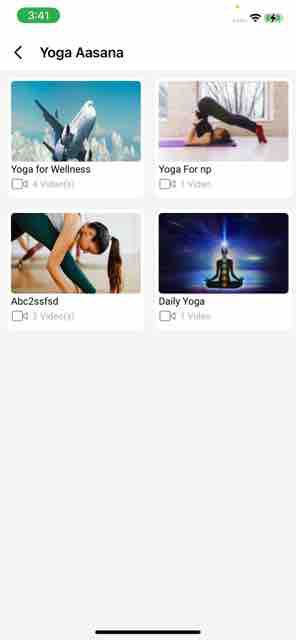 3:41
Yoga Aasana
Yoga for Wellness
4 Video(s)
Yoga For np
1 Video
Abc2ssfsd
2 Video(s)
Daily Yoga
1 Video